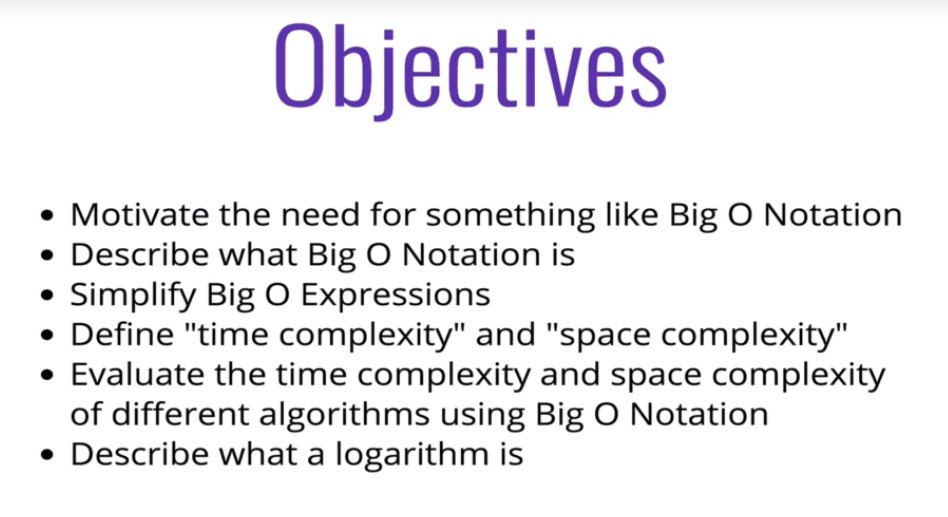 Objectives
• Motivate the need for something like Big O Notation
• Describe what Big O Notation is
• Simplify Big O Expressions
• Define "time complexity" and "space complexity"
• Evaluate the time complexity and space complexity
of different algorithms using Big O Notation
• Describe what a logarithm is